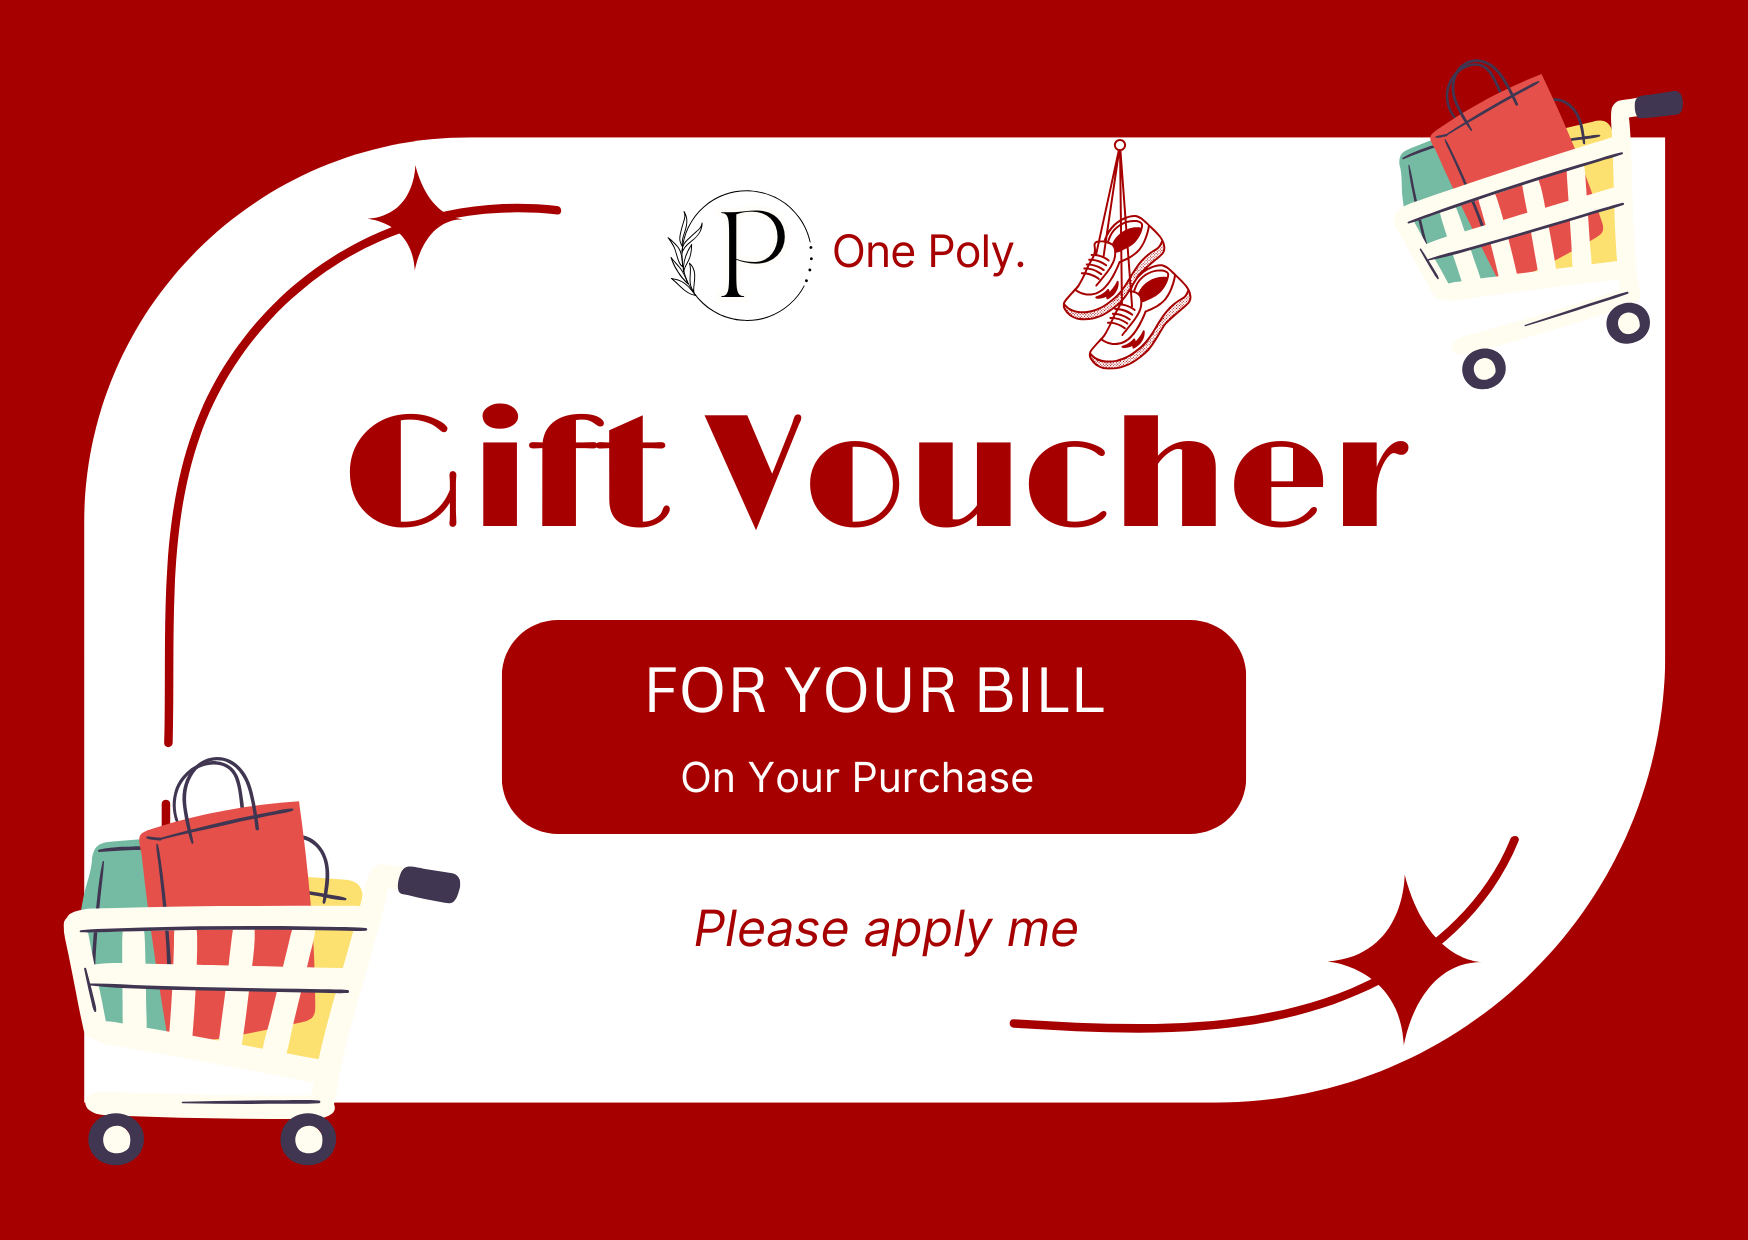 P
One Poly.
Gift Voucher
FOR YOUR BILL
On Your Purchase
Please apply me